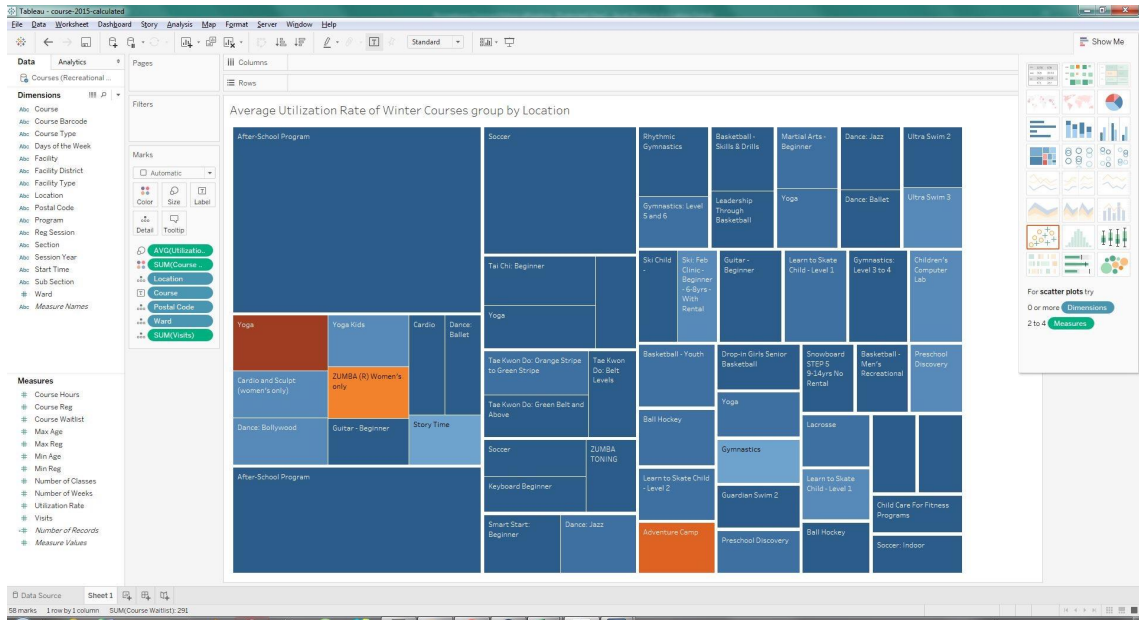 Tableau - course-2015-calculated
File Data Worksheet Dashboard Story Analysis Map Format Server Window Help
Standard
Show Me
Data Analytics
Courses (Recreational ...
Dimensions
Abc Course
Abc Course Barcode
Abc Course Type
Abc Days of the Week
Abc Facility
Abc Facility District
Abc Facility Type
Abc Location
Abc Postal Code
Abc Program
Abc Reg Session
Abc Section
Abc Session Year
Abc Start Time
Abc Sub Section
# Ward
Abc Measure Names
Measures
# Course Hours
# Course Reg
# Course Waitlist
# Max Age
# Max Reg
# Min Age
# Min Reg
# Number of Classes
# Number of Weeks
# Utilization Rate
# Visits
=# Number of Records
# Measure Values
Pages
Filters
Marks
Automatic
Color Size Label
Detail Tooltip
AVG(Utilizatio..
SUM(Course ..
Location
Course
Postal Code
Ward
SUM(Visits)
Columns
Rows
Average Utilization Rate of Winter Courses group by Location
After-School Program
Yoga
Yoga Kids
Cardio
Dance:
Ballet
Cardio and Sculpt
(women's only)
ZUMBA (R) Women's
only
Dance: Bollywood
Guitar - Beginner
Story Time
After-School Program
Soccer
Tai Chi: Beginner
Yoga
Tae Kwon Do: Orange Stripe
to Green Stripe
Tae Kwon
Do: Belt
Levels
Tae Kwon Do: Green Belt and
Above
Soccer
ZUMBA
TONING
Keyboard Beginner
Smart Start:
Beginner
Dance: Jazz
Rhythmic
Gymnastics
Basketball -
Skills & Drills
Martial Arts -
Beginner
Dance: Jazz
Ultra Swim 2
Gymnastics: Level
5 and 6
Leadership
Through
Basketball
Yoga
Dance: Ballet
Ultra Swim 3
Ski Child
-
Ski: Feb
Clinic -
Beginner
- 6-8yrs -
With
Rental
Guitar -
Beginner
Learn to Skate
Child - Level 1
Gymnastics:
Level 3 to 4
Children's
Computer
Lab
Basketball - Youth
Drop-in Girls Senior
Basketball
Snowboard
STEP 5
9-14yrs No
Rental
Basketball -
Men's
Recreational
Preschool
Discovery
Ball Hockey
Yoga
Lacrosse
Gymnastics
Learn to Skate Child
- Level 2
Learn to Skate
Child - Level 1
Guardian Swim 2
Child Care For Fitness
Programs
Adventure Camp
Preschool Discovery
Ball Hockey
Soccer: Indoor
For scatter plots try
0 or more Dimensions
2 to 4 Measures
Data Source Sheet 1
58 marks 1 row by 1 column SUM(Course Waitlist): 291